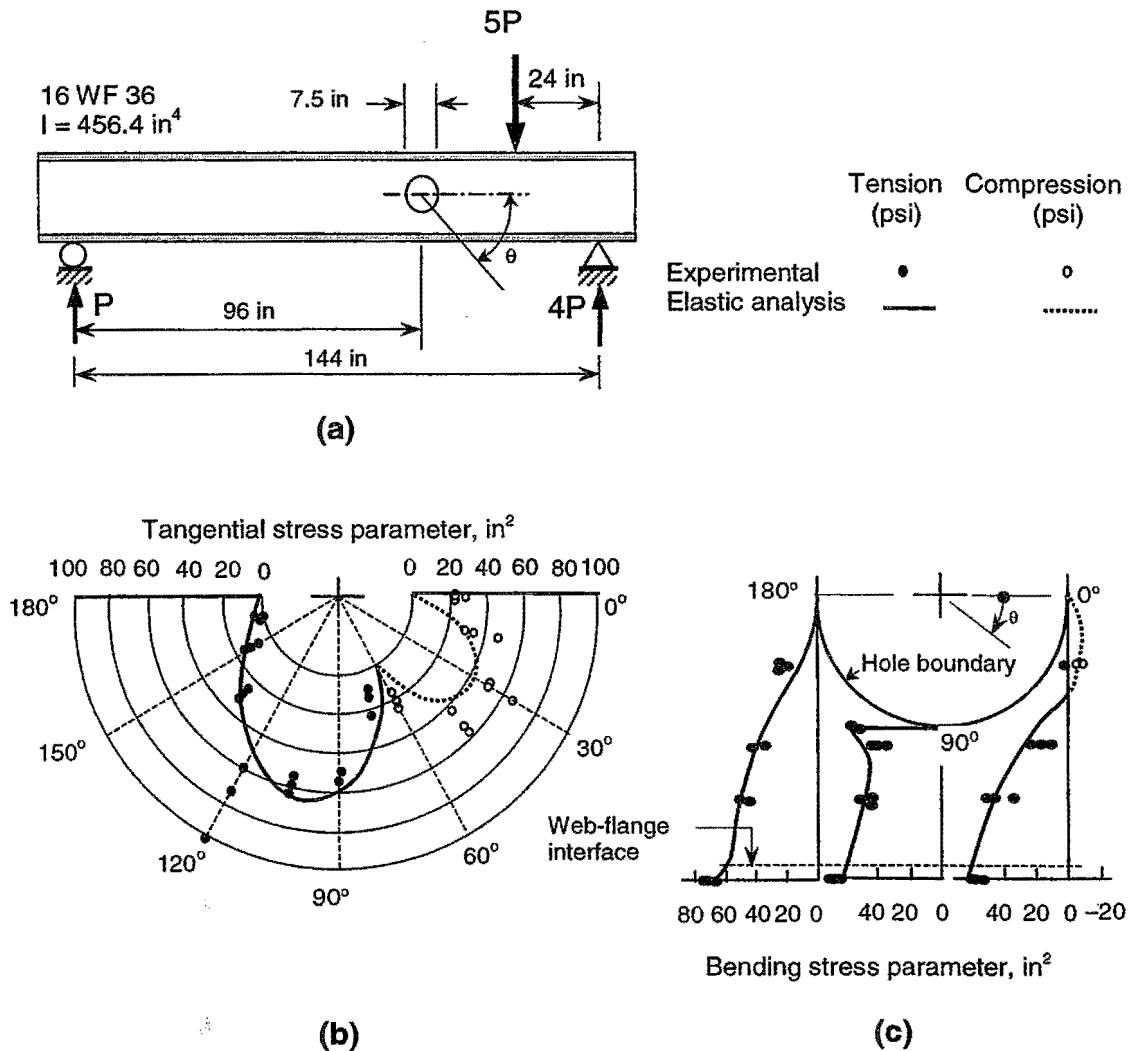 5P
24 in
16 WF 36
I = 456.4 in⁴
7.5 in
θ
P
96 in
4P
144 in
(a)
Tension Compression
(psi) (psi)
Experimental
Elastic analysis
Tangential stress parameter, in²
100 80 60 40 20 0 0 20 40 60 80 100
180° 0°
150° 30°
120° 60°
90°
(b)
180° 0°
θ
Hole boundary
90°
Web-flange
interface
80 60 40 20 0 40 20 0 40 20 0 -20
Bending stress parameter, in²
(c)